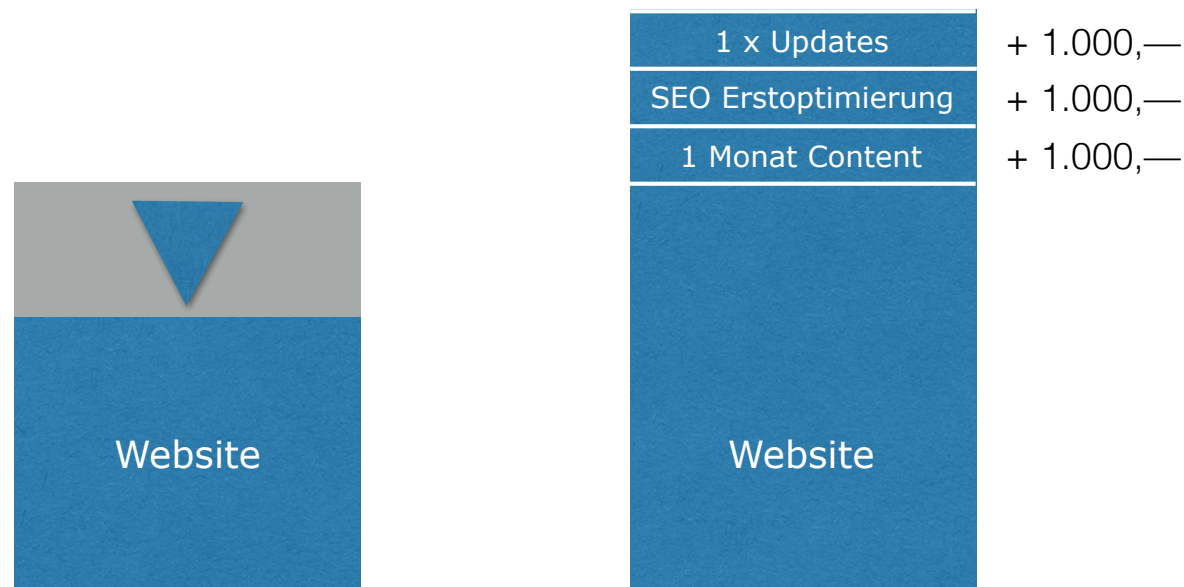 1 x Updates + 1.000,—
SEO Erstoptimierung + 1.000,—
1 Monat Content + 1.000,—
Website
Website